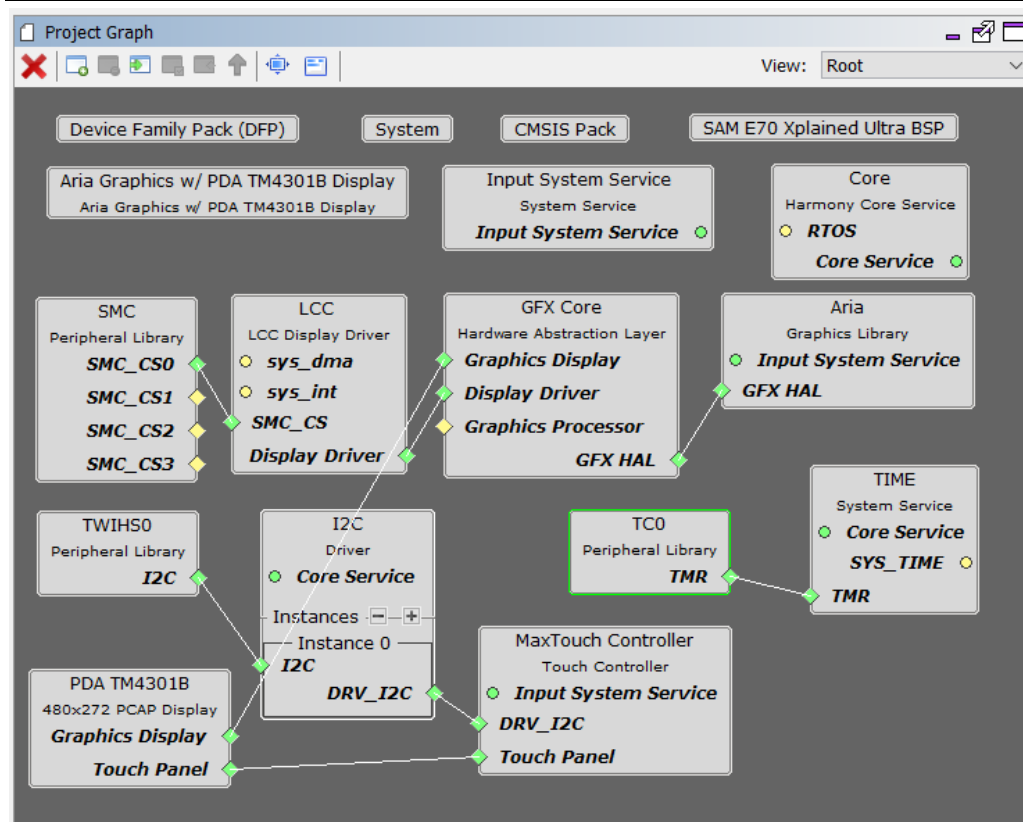 Project Graph
View: Root
Device Family Pack (DFP)
System
CMSIS Pack
SAM E70 Xplained Ultra BSP
Aria Graphics w/ PDA TM4301B Display
Aria Graphics w/ PDA TM4301B Display
Input System Service
System Service
Input System Service
Core
Harmony Core Service
RTOS
Core Service
SMC
Peripheral Library
SMC_CS0
SMC_CS1
SMC_CS2
SMC_CS3
LCC
LCC Display Driver
sys_dma
sys_int
SMC_CS
Display Driver
GFX Core
Hardware Abstraction Layer
Graphics Display
Display Driver
Graphics Processor
GFX HAL
Aria
Graphics Library
Input System Service
GFX HAL
TWIHS0
Peripheral Library
I2C
I2C
Driver
Core Service
Instances
Instance 0
I2C
DRV_I2C
TC0
Peripheral Library
TMR
TIME
System Service
Core Service
SYS_TIME
TMR
PDA TM4301B
480x272 PCAP Display
Graphics Display
Touch Panel
MaxTouch Controller
Touch Controller
Input System Service
DRV_I2C
Touch Panel